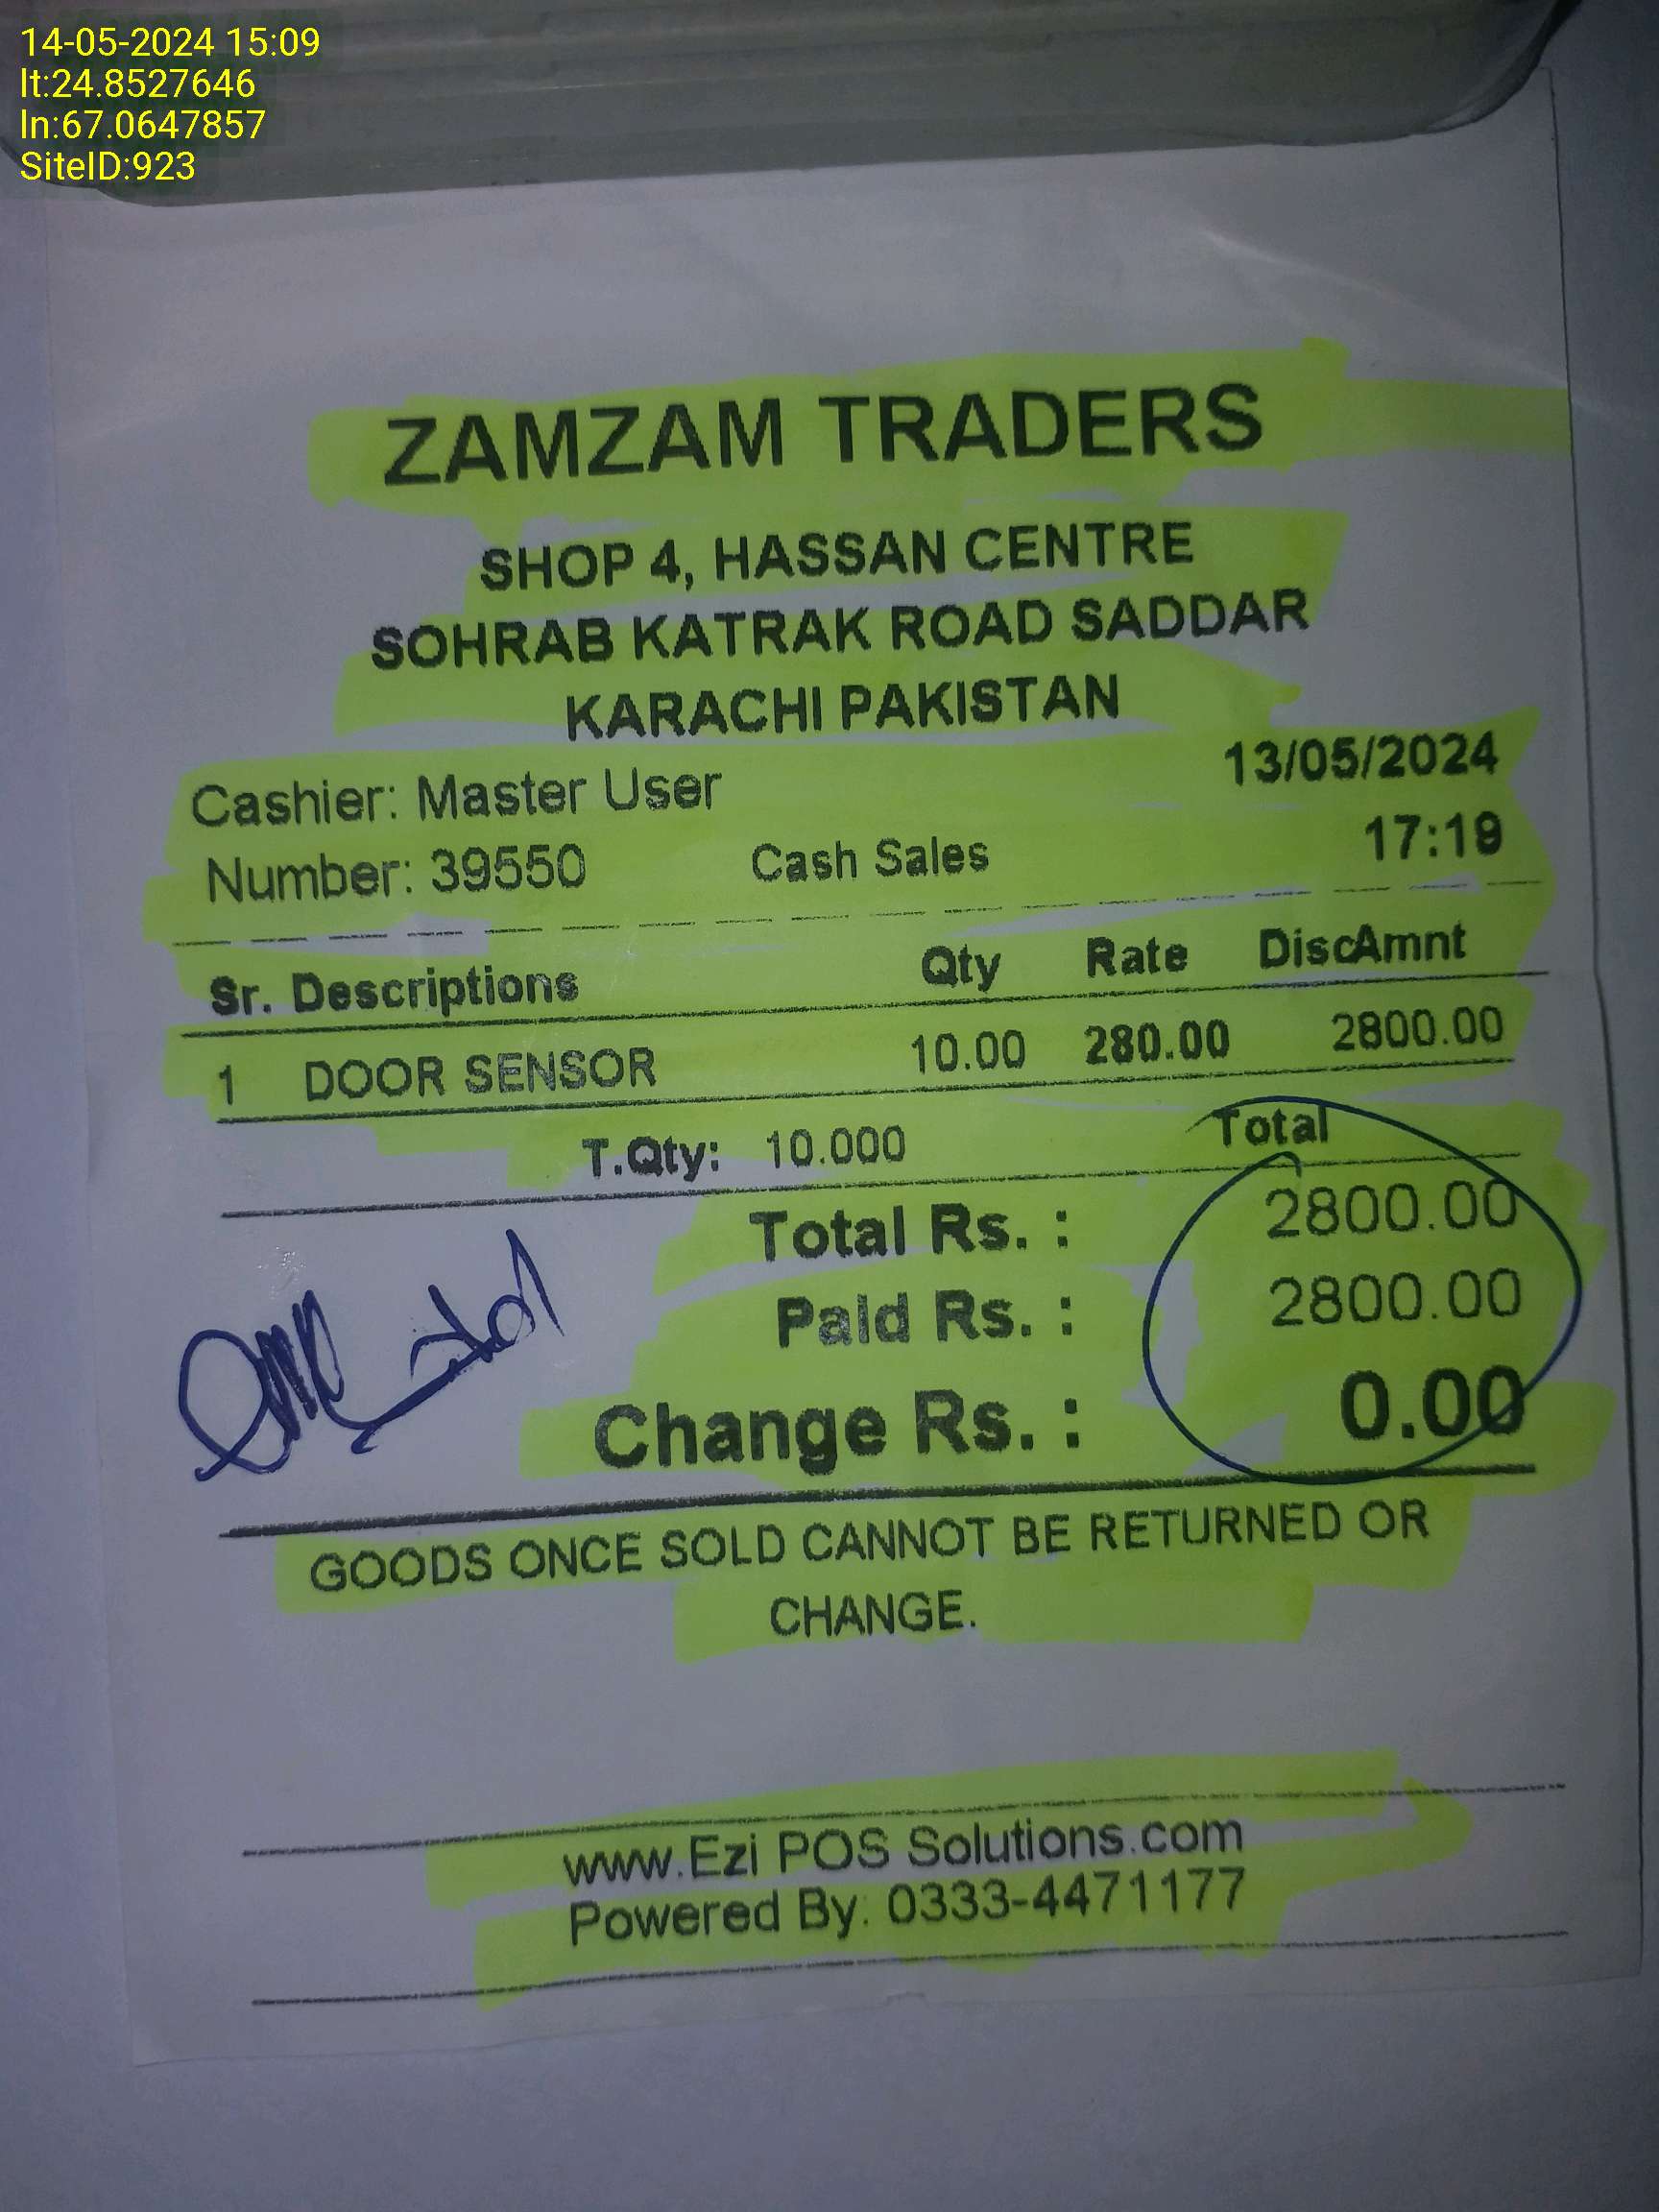 14-05-2024 15:09
lt:24.8527646
ln:67.0647857
SiteID:923
ZAMZAM TRADERS
SHOP 4, HASSAN CENTRE
SOHRAB KATRAK ROAD SADDAR
KARACHI PAKISTAN
Cashier: Master User 13/05/2024
Number: 39550 Cash Sales 17:19
Sr. Descriptions Qty Rate DiscAmnt
1 DOOR SENSOR 10.00 280.00 2800.00
T.Qty: 10.000 Total
Total Rs. : 2800.00
Paid Rs. : 2800.00
Change Rs. : 0.00
GOODS ONCE SOLD CANNOT BE RETURNED OR
CHANGE.
www.Ezi POS Solutions.com
Powered By: 0333-4471177